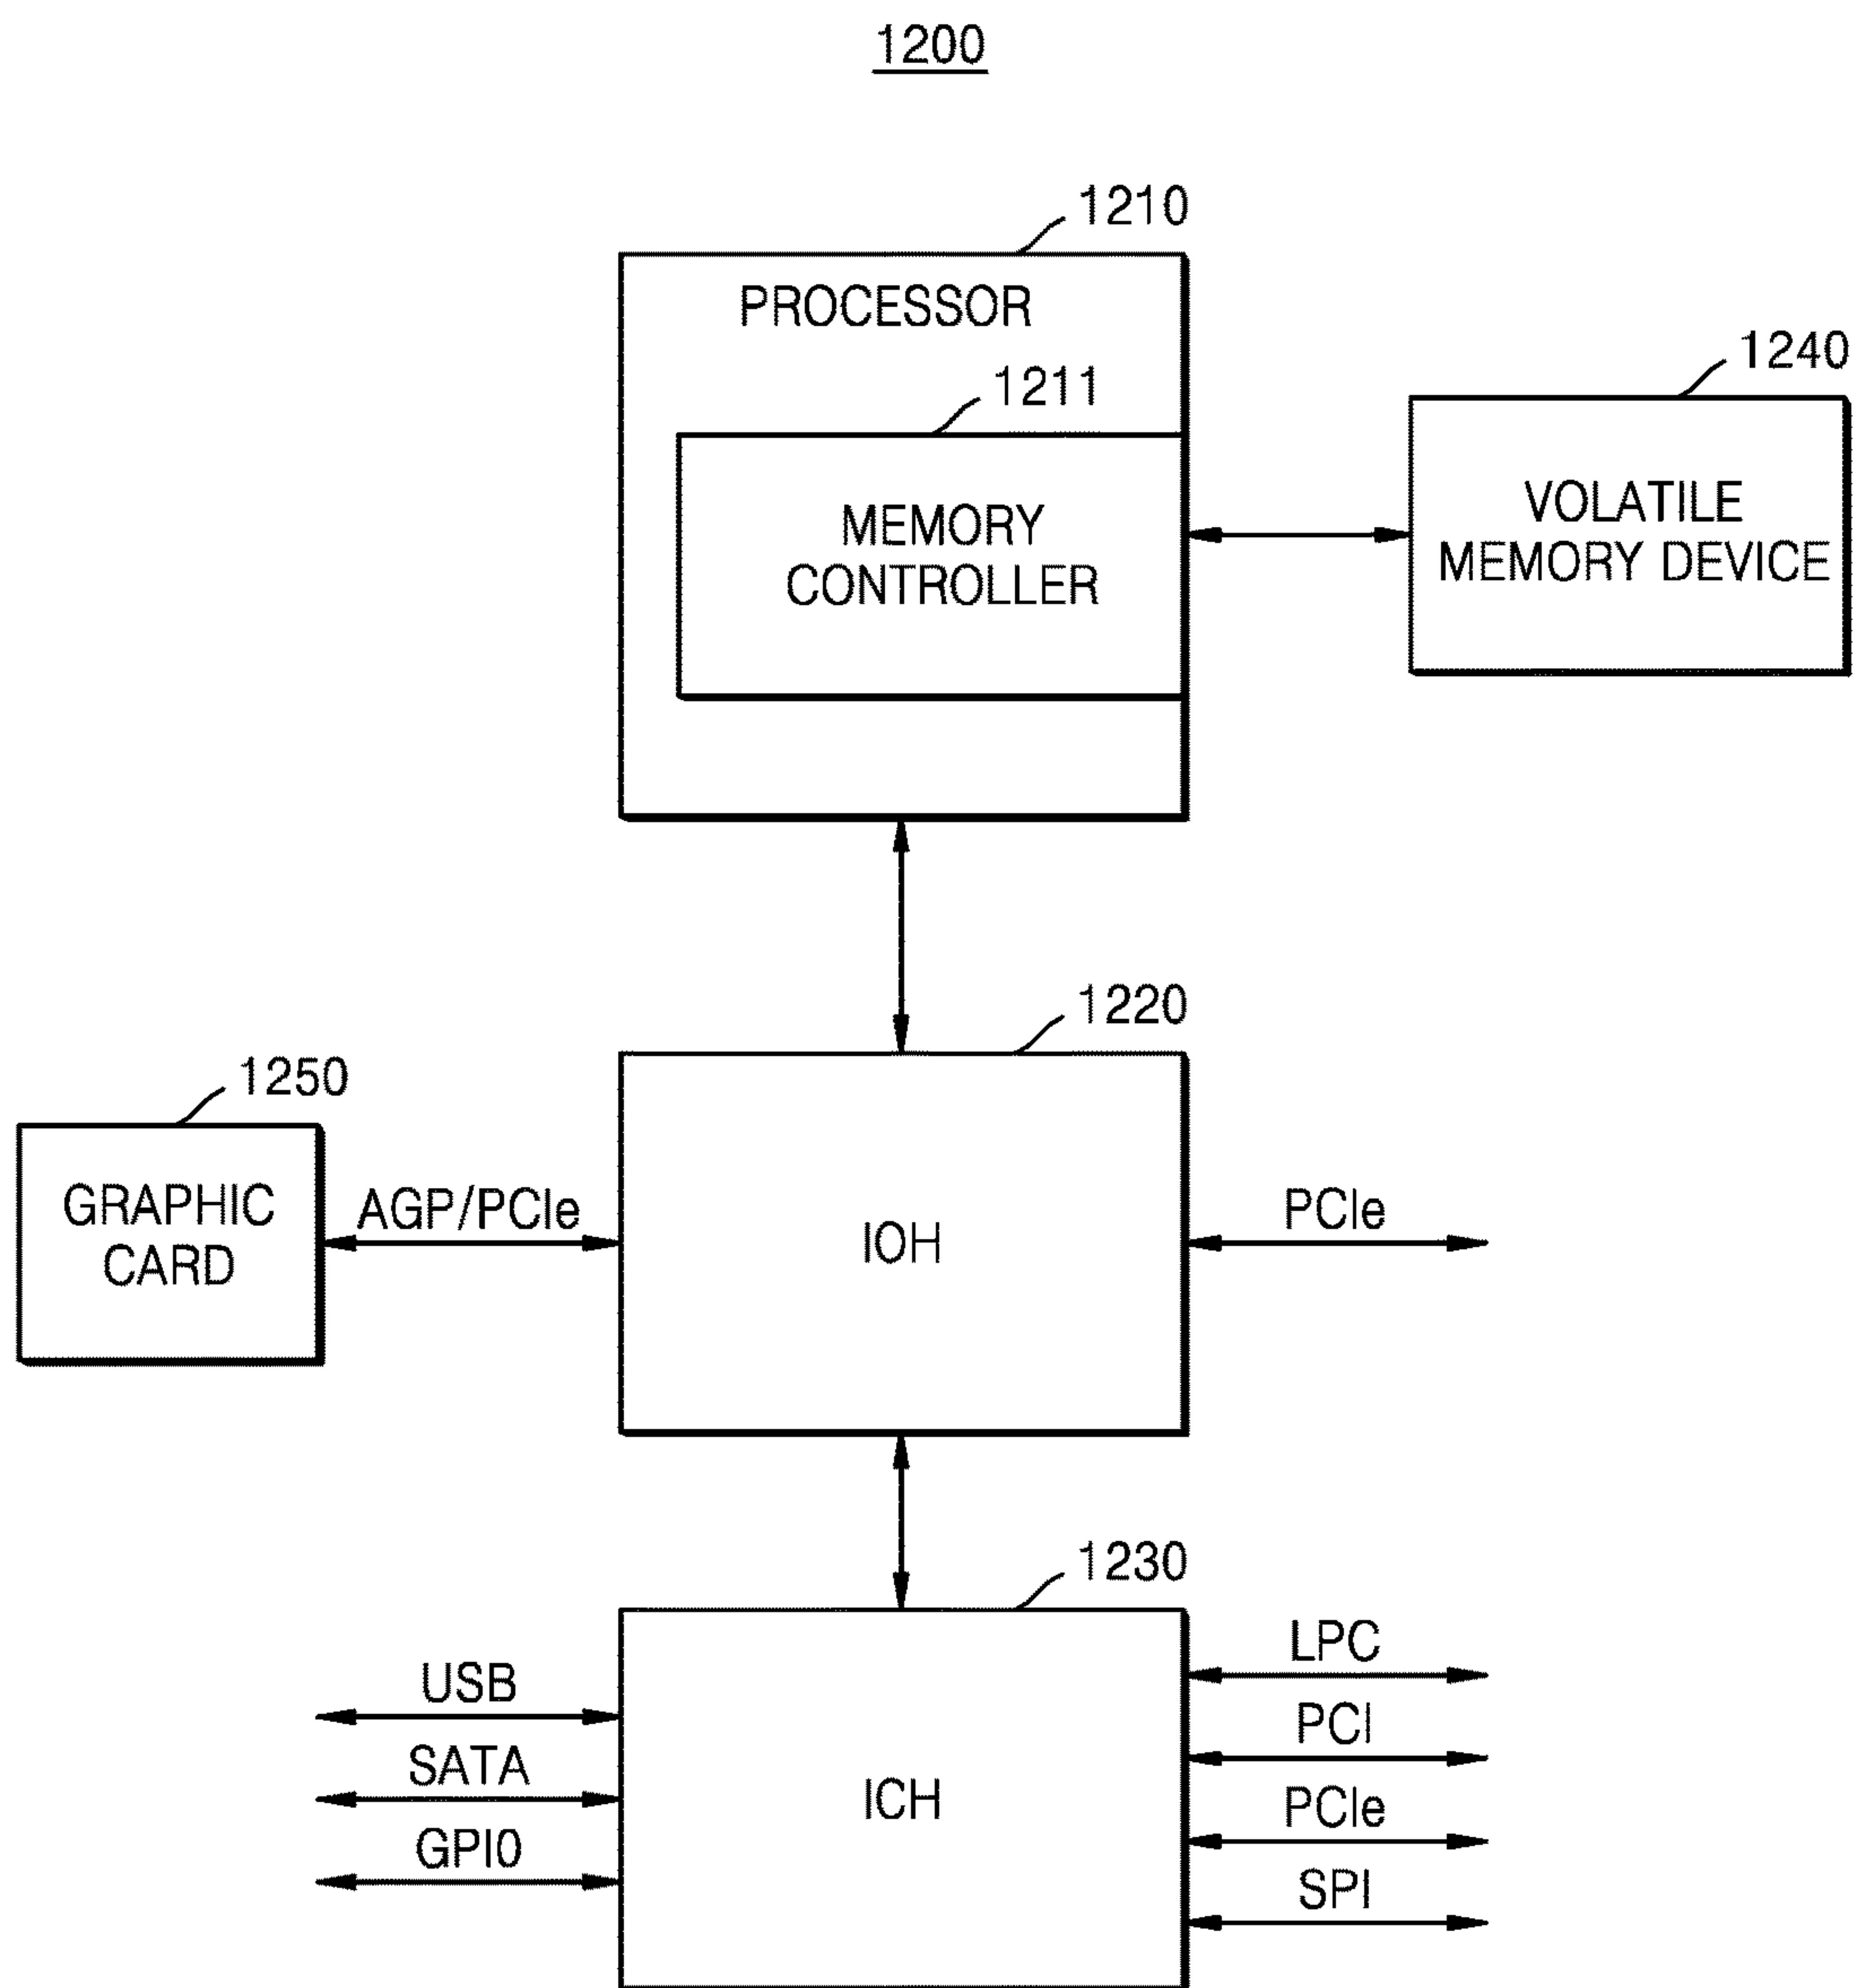 1200
1210
PROCESSOR
1211
MEMORY
CONTROLLER
1240
VOLATILE
MEMORY DEVICE
1220
1250
GRAPHIC
CARD
AGP/PCIe
IOH
PCIe
1230
USB
SATA
GPI0
ICH
LPC
PCI
PCIe
SPI